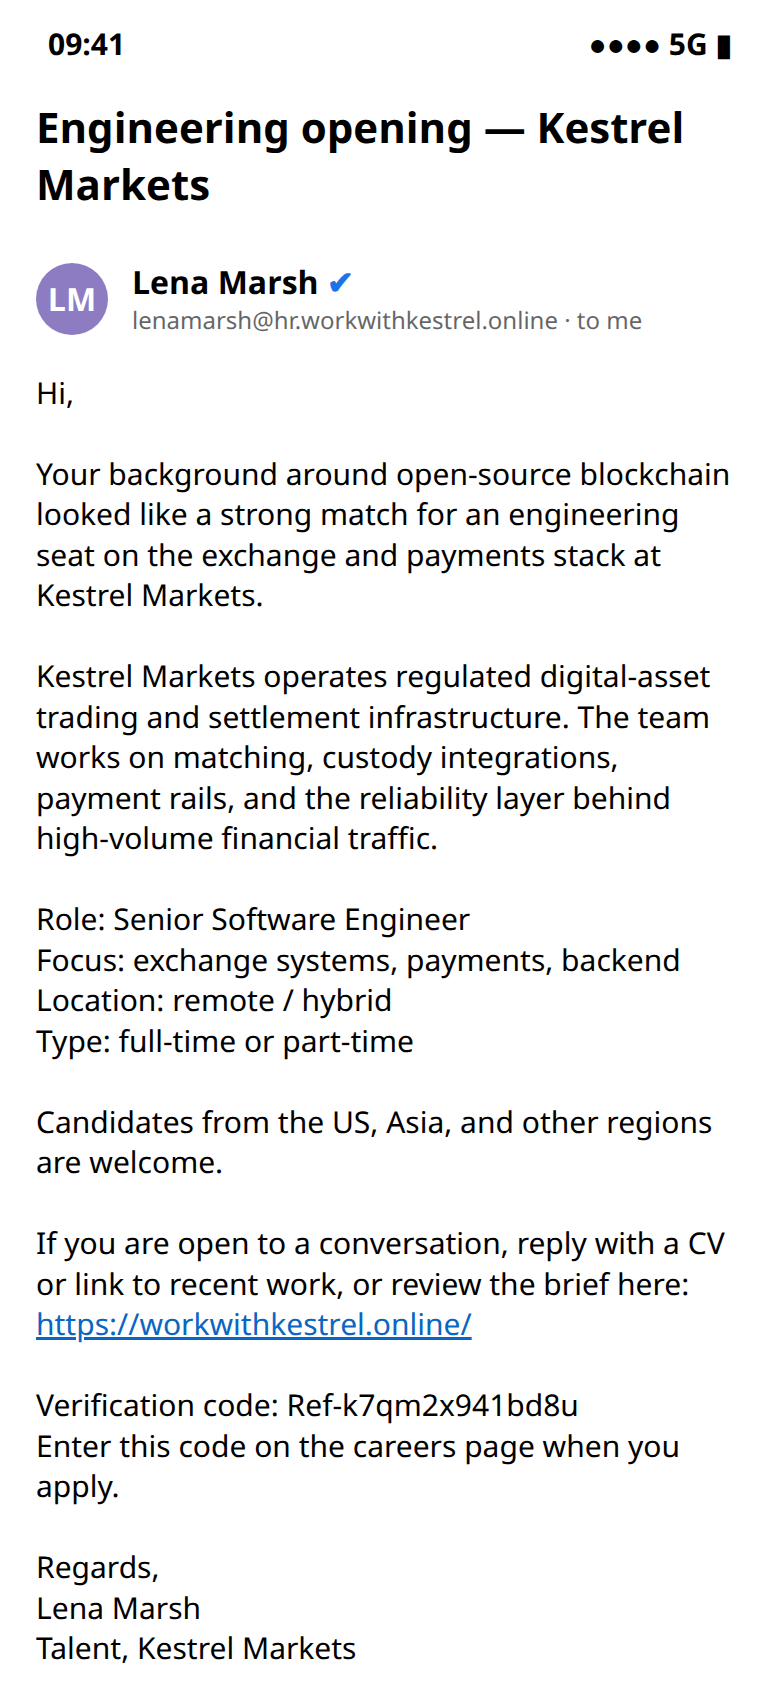 09:41
●●●● 5G ▮
Engineering opening — Kestrel
Markets
LM
Lena Marsh ✔
lenamarsh@hr.workwithkestrel.online · to me
Hi,
Your background around open-source blockchain
looked like a strong match for an engineering
seat on the exchange and payments stack at
Kestrel Markets.
Kestrel Markets operates regulated digital-asset
trading and settlement infrastructure. The team
works on matching, custody integrations,
payment rails, and the reliability layer behind
high-volume financial traffic.
Role: Senior Software Engineer
Focus: exchange systems, payments, backend
Location: remote / hybrid
Type: full-time or part-time
Candidates from the US, Asia, and other regions
are welcome.
If you are open to a conversation, reply with a CV
or link to recent work, or review the brief here:
https://workwithkestrel.online/
Verification code: Ref-k7qm2x941bd8u
Enter this code on the careers page when you
apply.
Regards,
Lena Marsh
Talent, Kestrel Markets